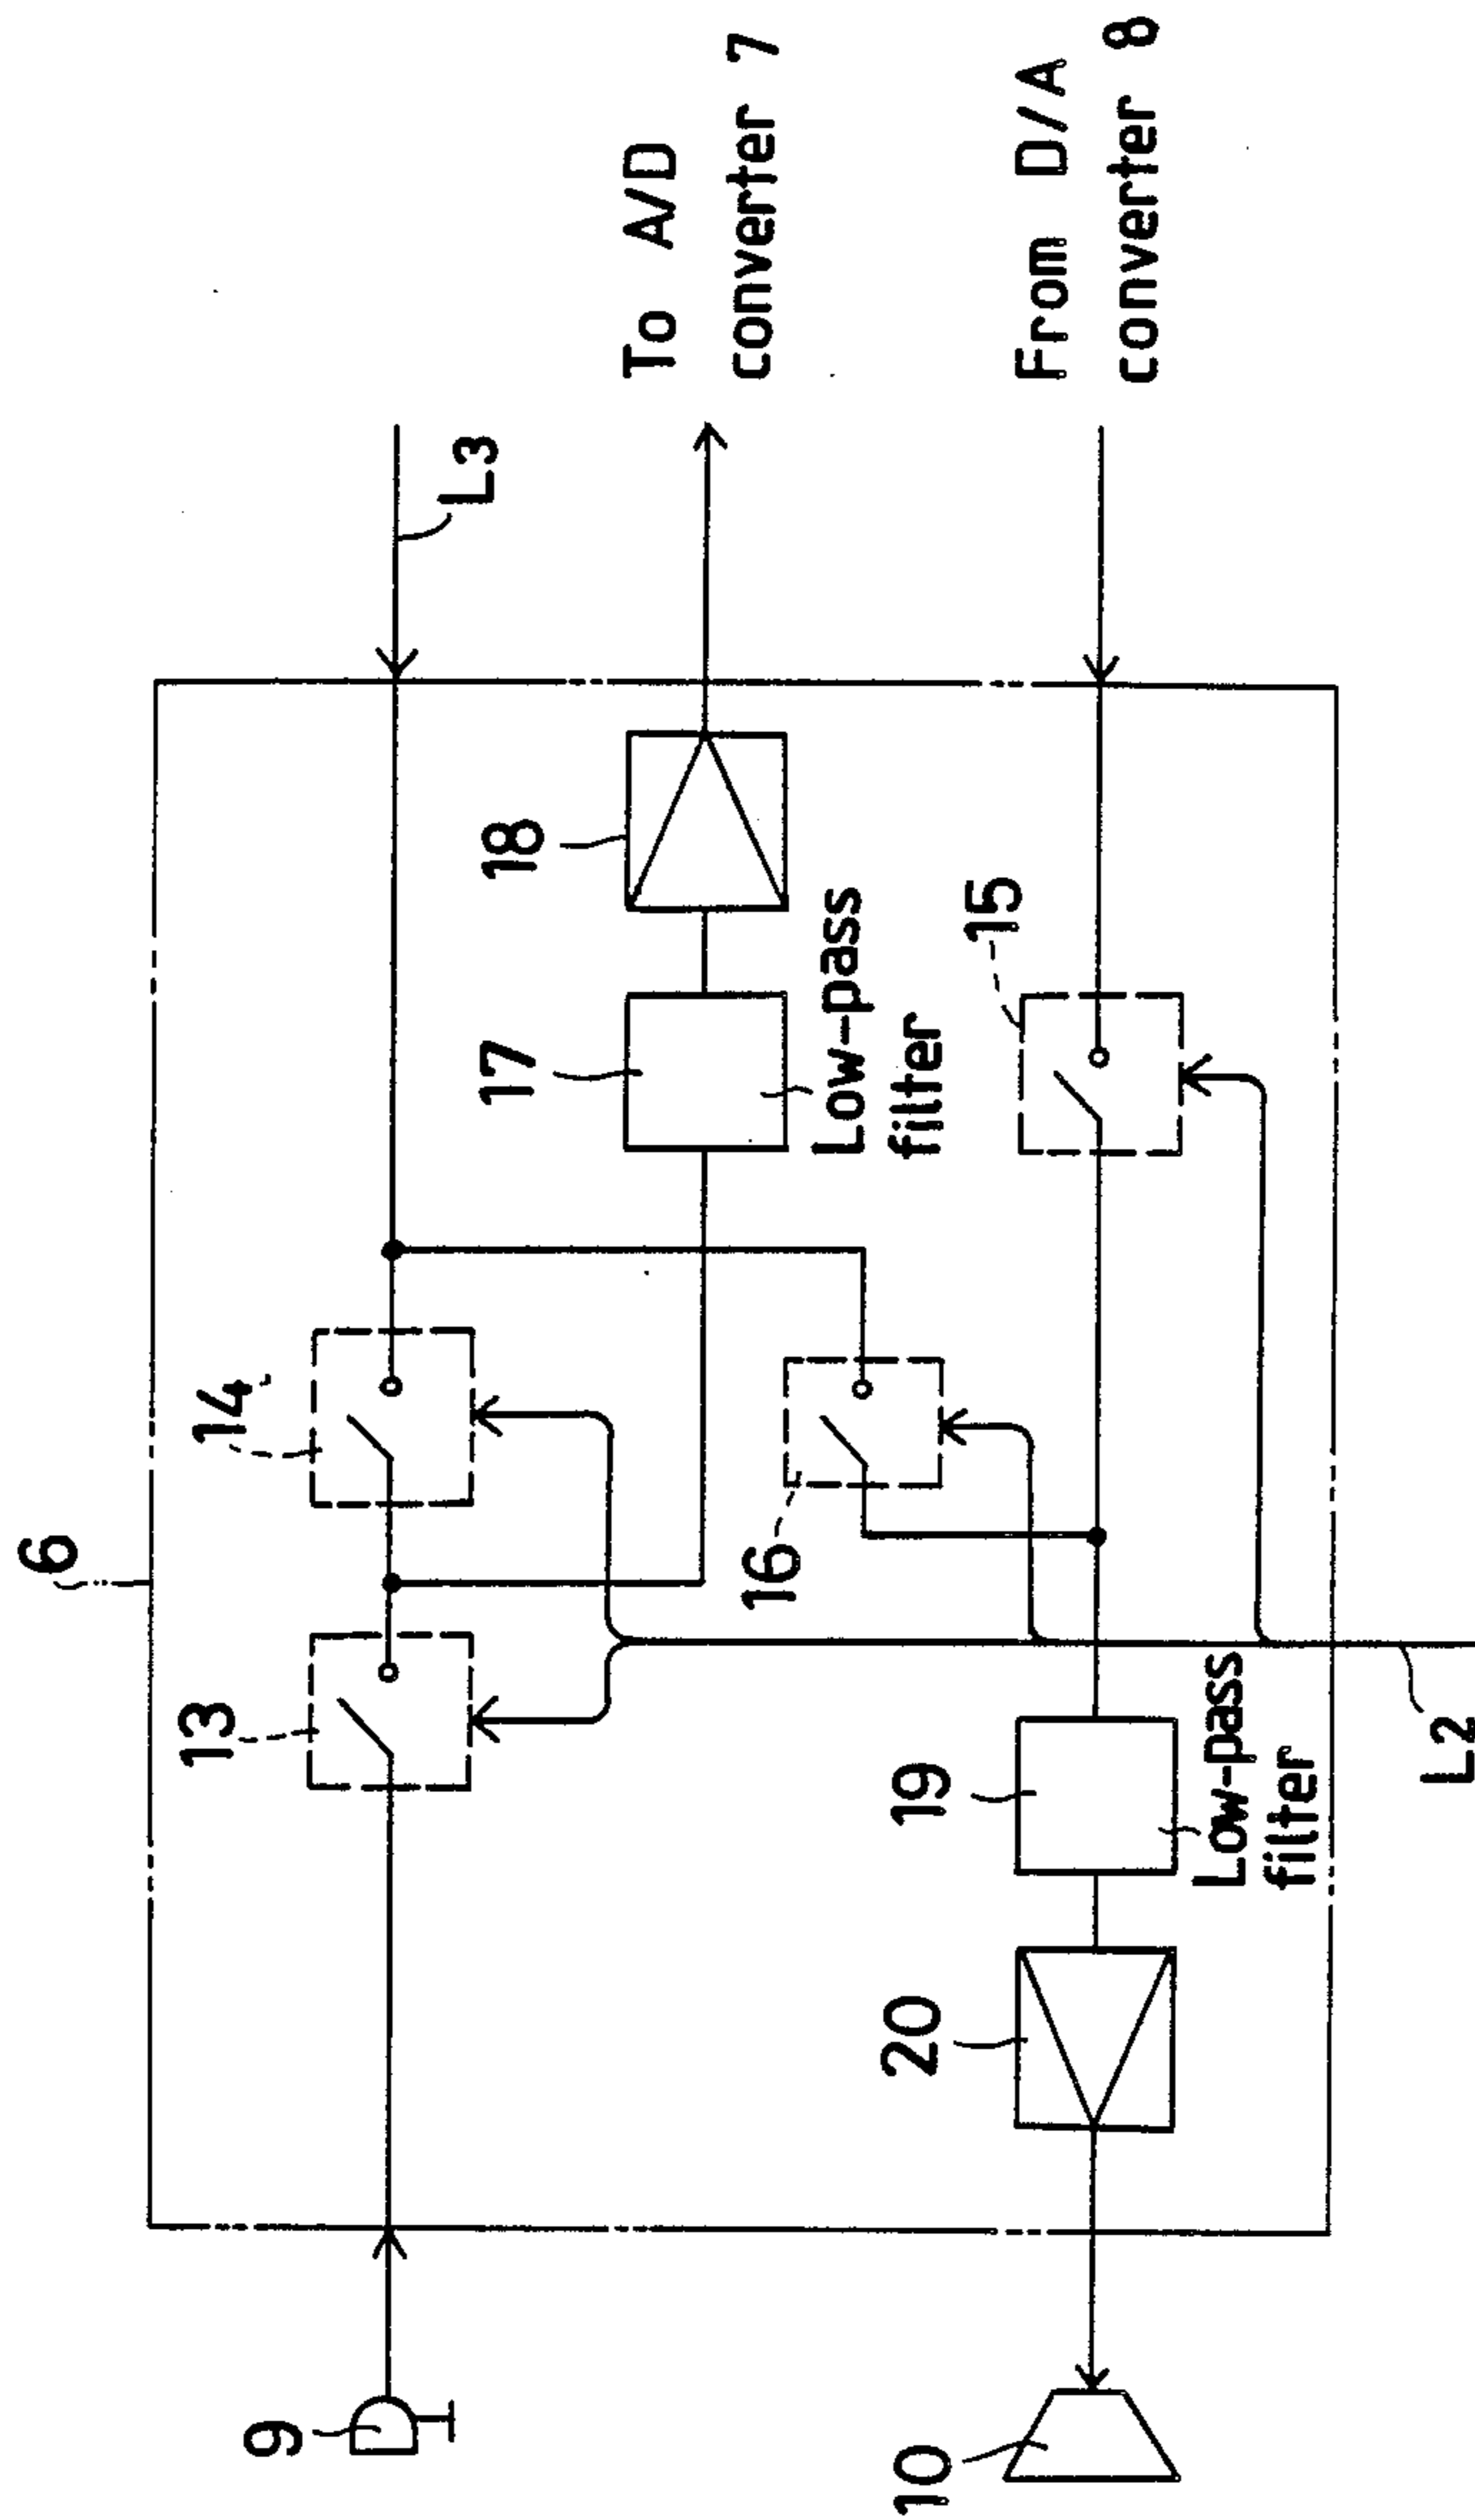 6
13
14
L3
9
17
18
To A/D
converter 7
Low-pass
filter
16
15
From D/A
converter 8
10
20
19
Low-pass
filter
L2